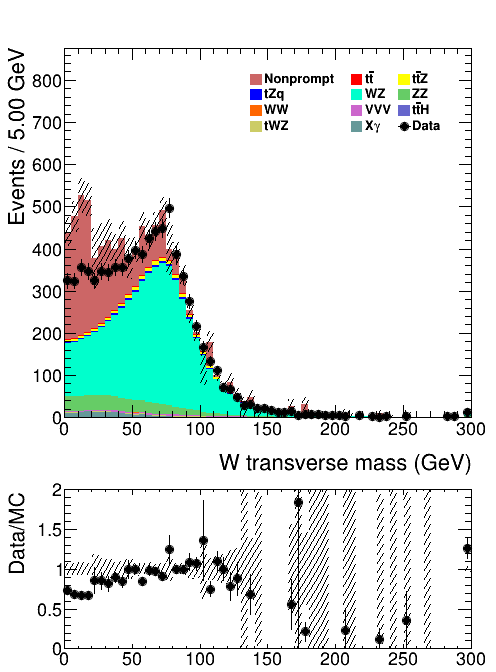 Events / 5.00 GeV
800
700
600
500
400
300
200
100
0
Nonprompt tt̄ tt̄Z
tZq WZ ZZ
WW VVV tt̄H
tWZ Xγ Data
0 50 100 150 200 250 300
W transverse mass (GeV)
Data/MC
2
1.5
1
0.5
0
0 50 100 150 200 250 300